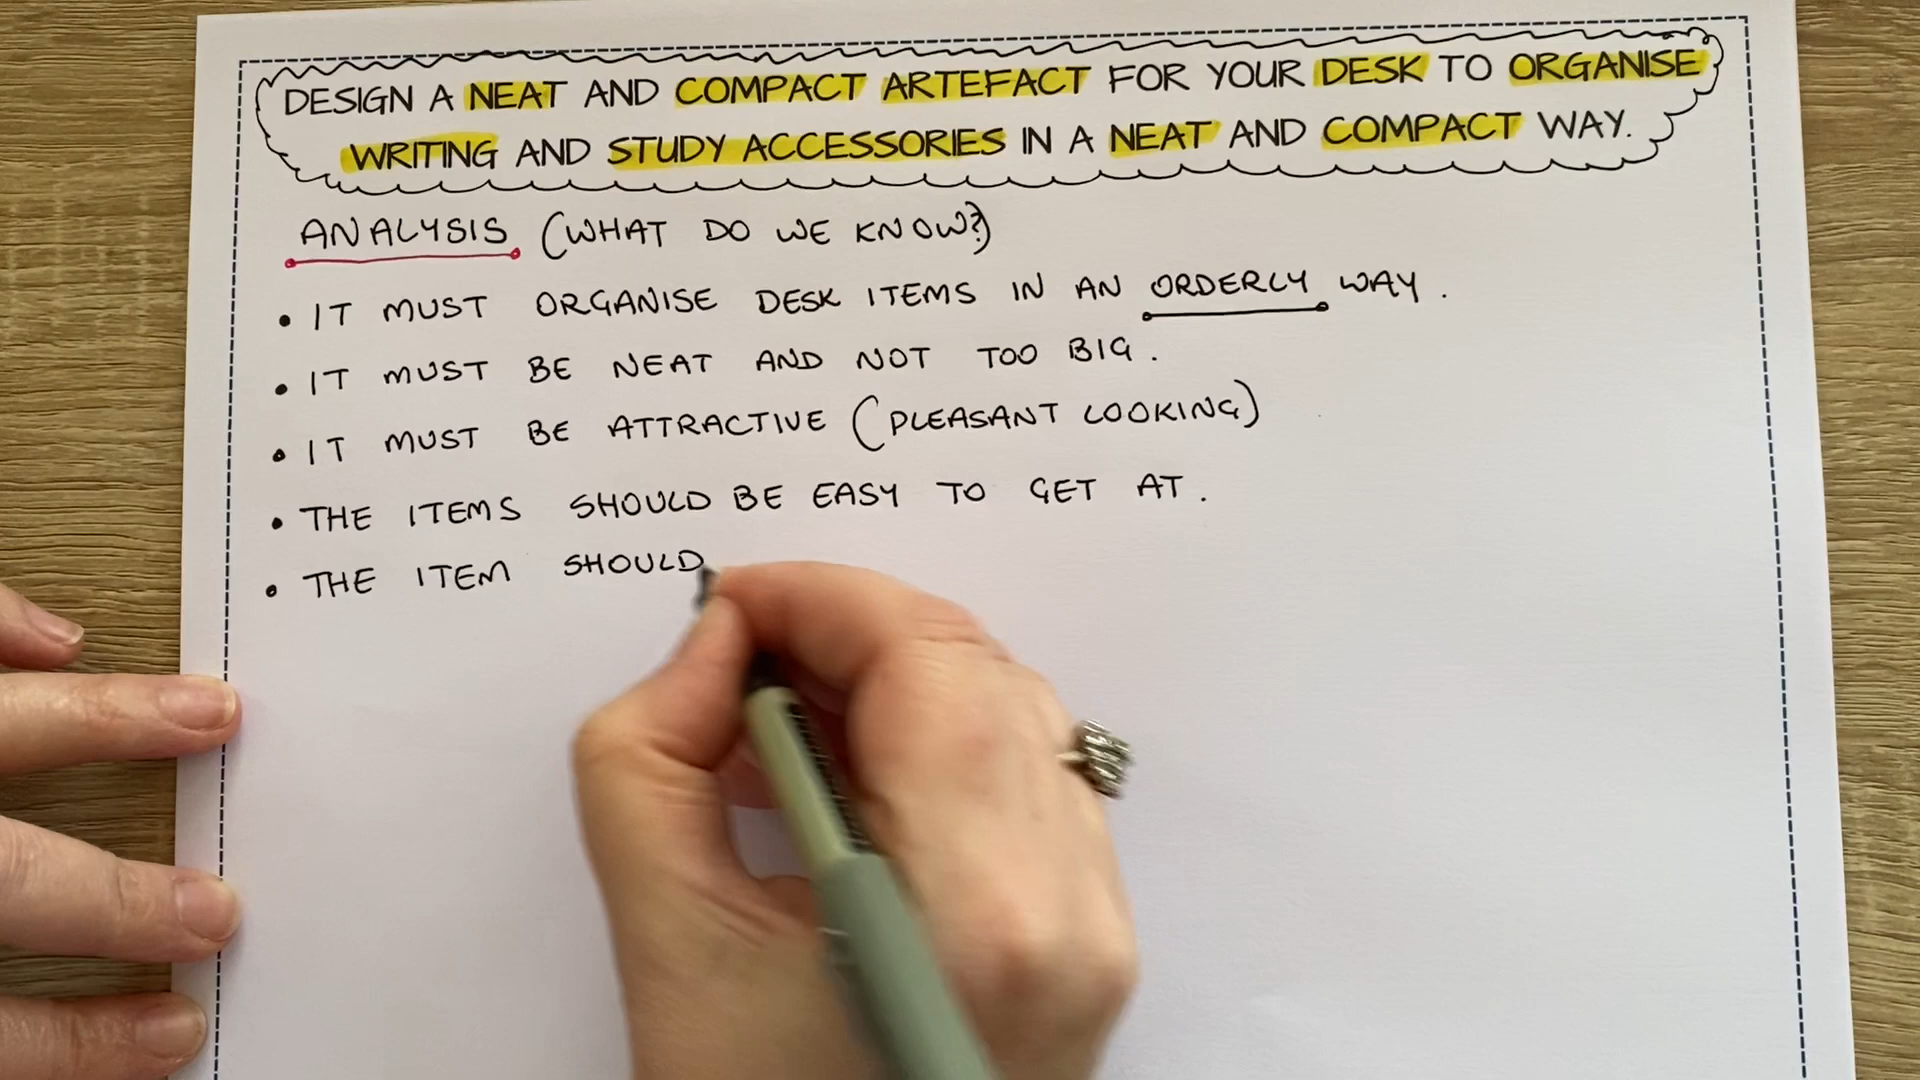 DESIGN A NEAT AND COMPACT ARTEFACT FOR YOUR DESK TO ORGANISE
WRITING AND STUDY ACCESSORIES IN A NEAT AND COMPACT WAY.
ANALYSIS (WHAT DO WE KNOW?)
• IT MUST ORGANISE DESK ITEMS IN AN ORDERLY WAY.
• IT MUST BE NEAT AND NOT TOO BIG.
• IT MUST BE ATTRACTIVE (PLEASANT LOOKING)
• THE ITEMS SHOULD BE EASY TO GET AT.
• THE ITEM SHOULD